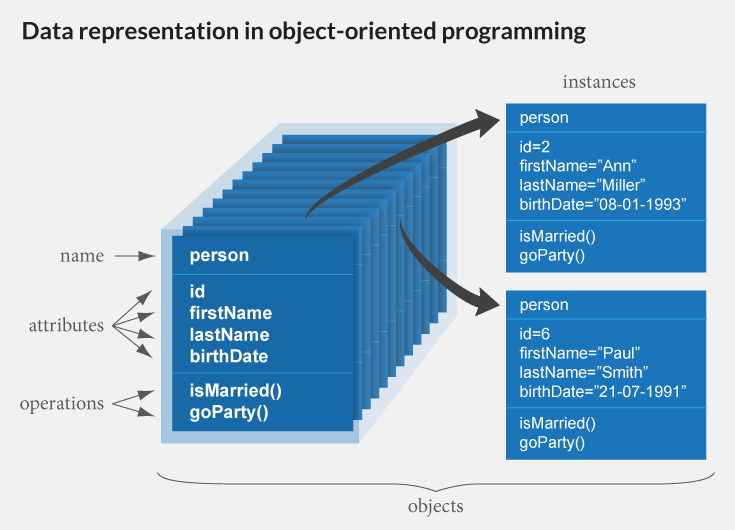 Data representation in object-oriented programming
instances
name
attributes
operations
person
id
firstName
lastName
birthDate
isMarried()
goParty()
person
id=2
firstName=”Ann”
lastName=”Miller”
birthDate=”08-01-1993”
isMarried()
goParty()
person
id=6
firstName=”Paul”
lastName=”Smith”
birthDate=”21-07-1991”
isMarried()
goParty()
objects